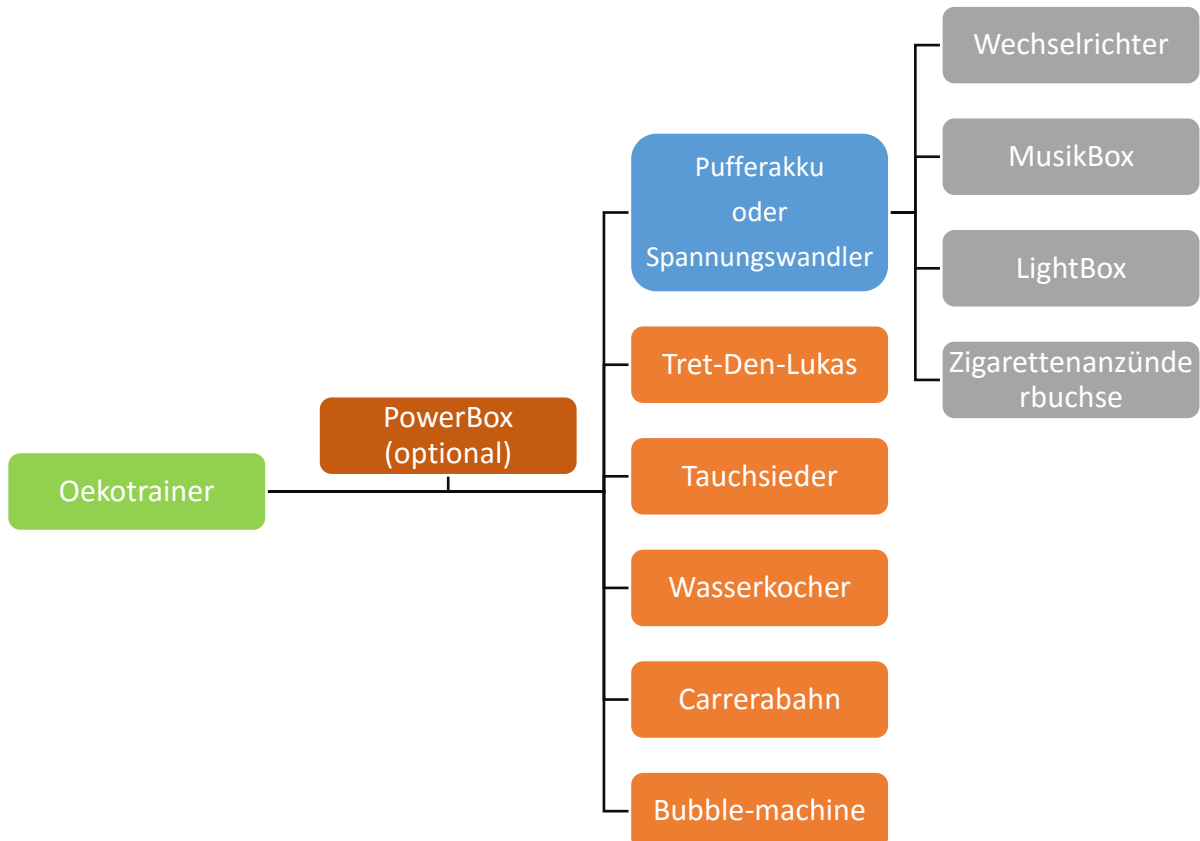 Oekotrainer
PowerBox
(optional)
Pufferakku
oder
Spannungswandler
Tret-Den-Lukas
Tauchsieder
Wasserkocher
Carrerabahn
Bubble-machine
Wechselrichter
MusikBox
LightBox
Zigarettenanzünde
rbuchse